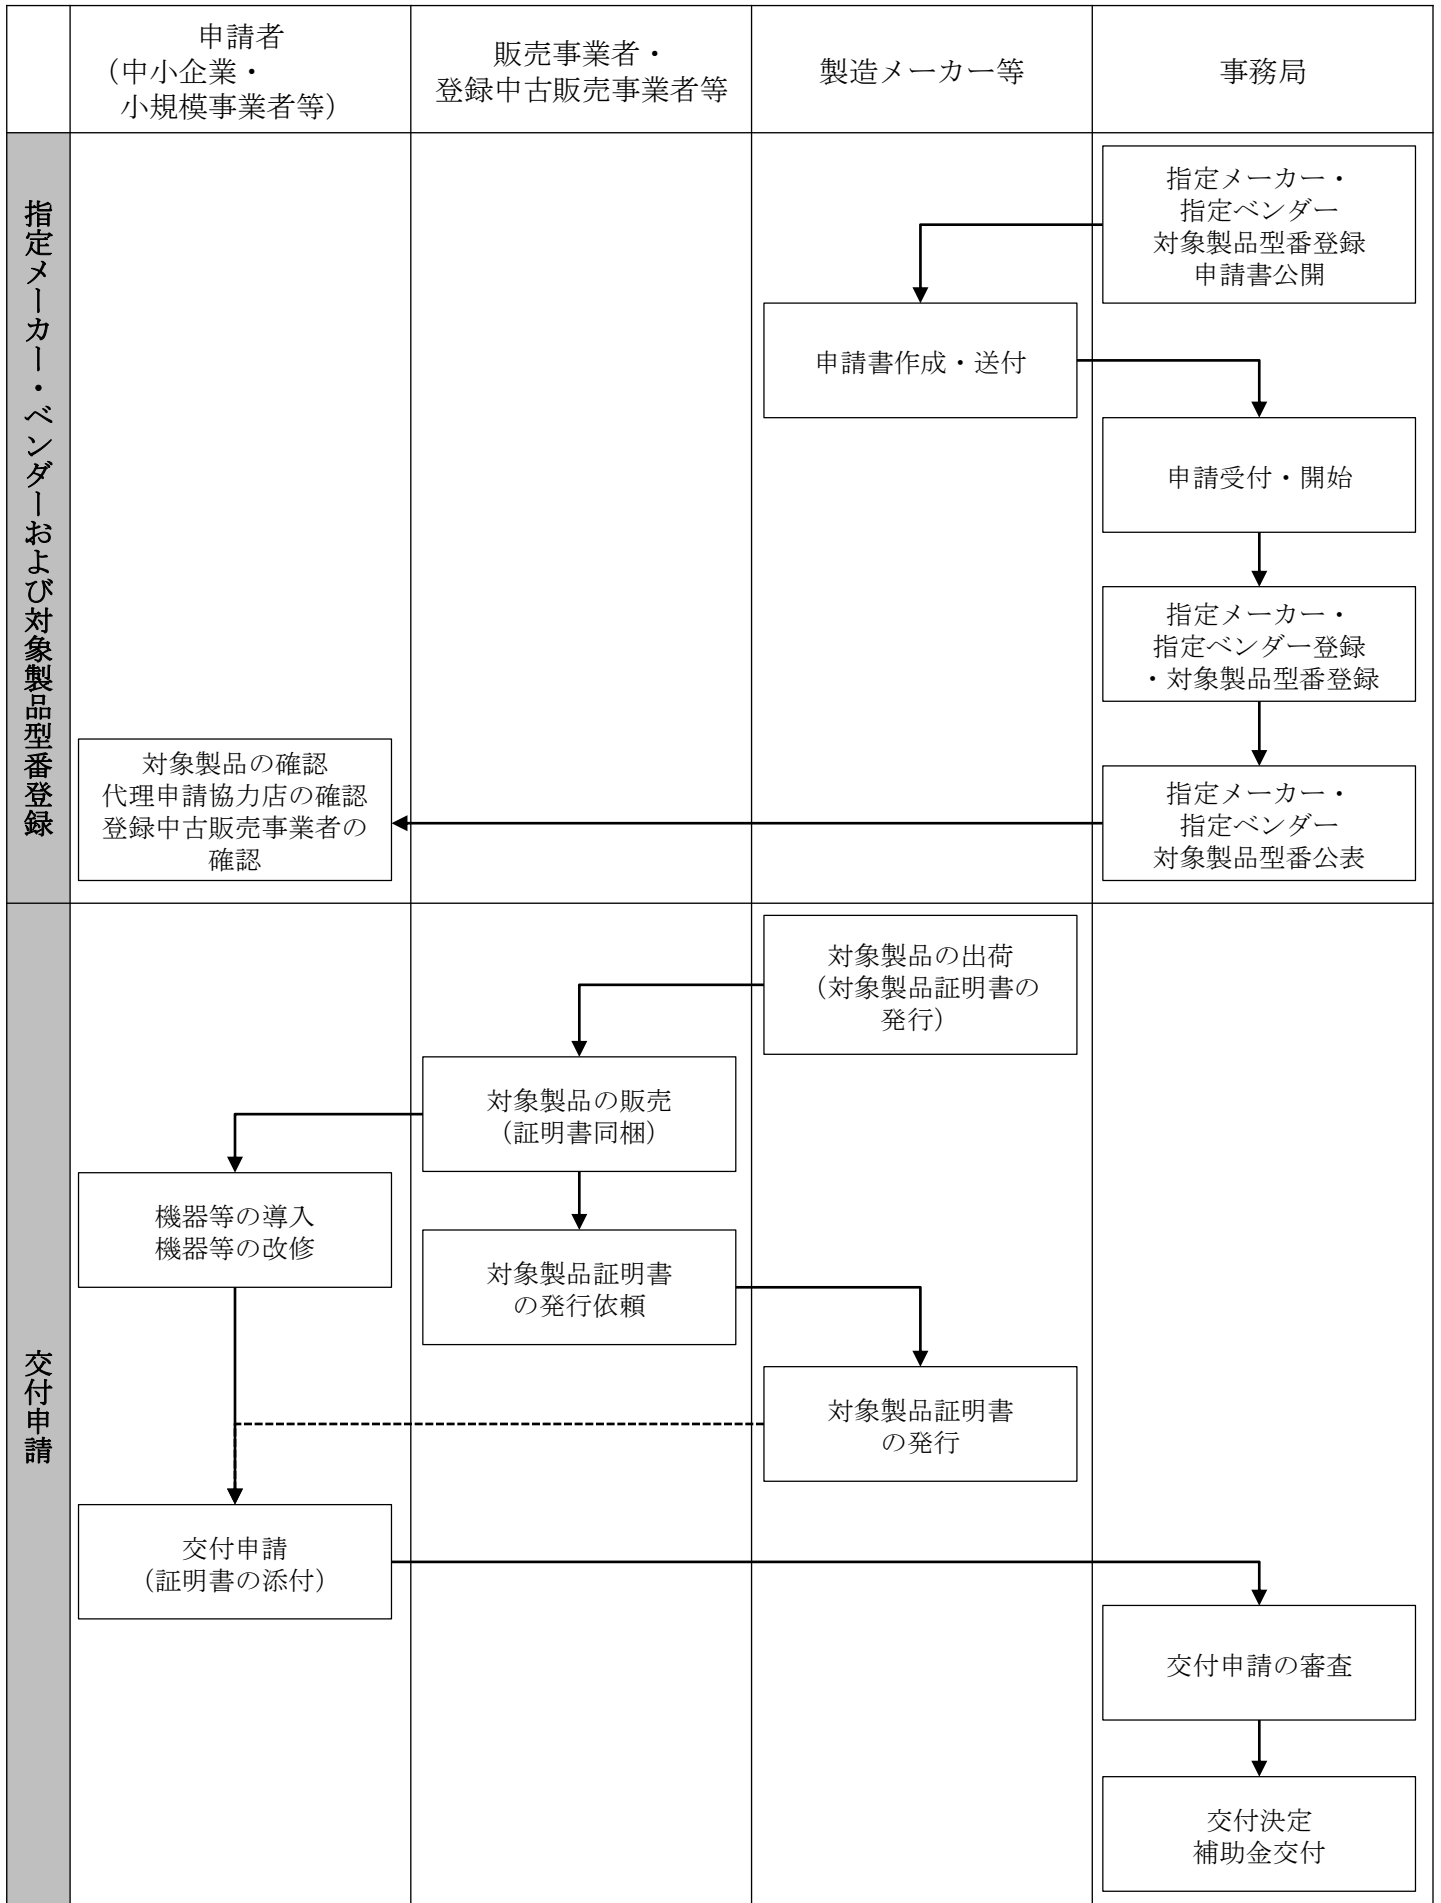 申請者
（中小企業・
小規模事業者等）
販売事業者・
登録中古販売事業者等
製造メーカー等
事務局
指定メーカー・ベンダーおよび対象製品型番登録
指定メーカー・
指定ベンダー
対象製品型番登録
申請書公開
申請書作成・送付
申請受付・開始
指定メーカー・
指定ベンダー登録
・対象製品型番登録
対象製品の確認
代理申請協力店の確認
登録中古販売事業者の
確認
指定メーカー・
指定ベンダー
対象製品型番公表
交付申請
対象製品の出荷
（対象製品証明書の
発行）
対象製品の販売
（証明書同梱）
機器等の導入
機器等の改修
対象製品証明書
の発行依頼
対象製品証明書
の発行
交付申請
（証明書の添付）
交付申請の審査
交付決定
補助金交付